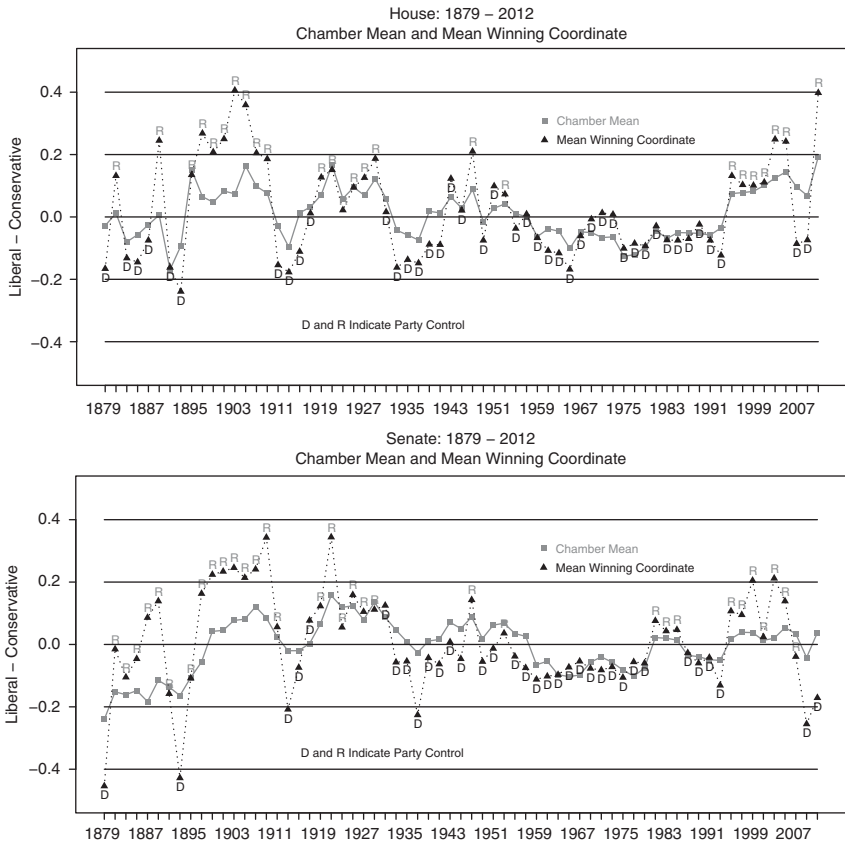 House: 1879 – 2012
Chamber Mean and Mean Winning Coordinate
Liberal – Conservative
0.4
0.2
0.0
−0.2
−0.4
Chamber Mean
Mean Winning Coordinate
D and R Indicate Party Control
1879 1887 1895 1903 1911 1919 1927 1935 1943 1951 1959 1967 1975 1983 1991 1999 2007
Senate: 1879 – 2012
Chamber Mean and Mean Winning Coordinate
Liberal – Conservative
0.4
0.2
0.0
−0.2
−0.4
Chamber Mean
Mean Winning Coordinate
D and R Indicate Party Control
1879 1887 1895 1903 1911 1919 1927 1935 1943 1951 1959 1967 1975 1983 1991 1999 2007